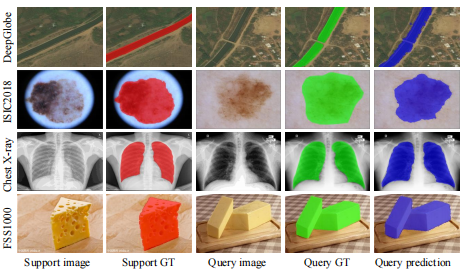 DeepGlobe
ISIC2018
Chest X-ray
FSS1000
Support image Support GT Query image Query GT Query prediction